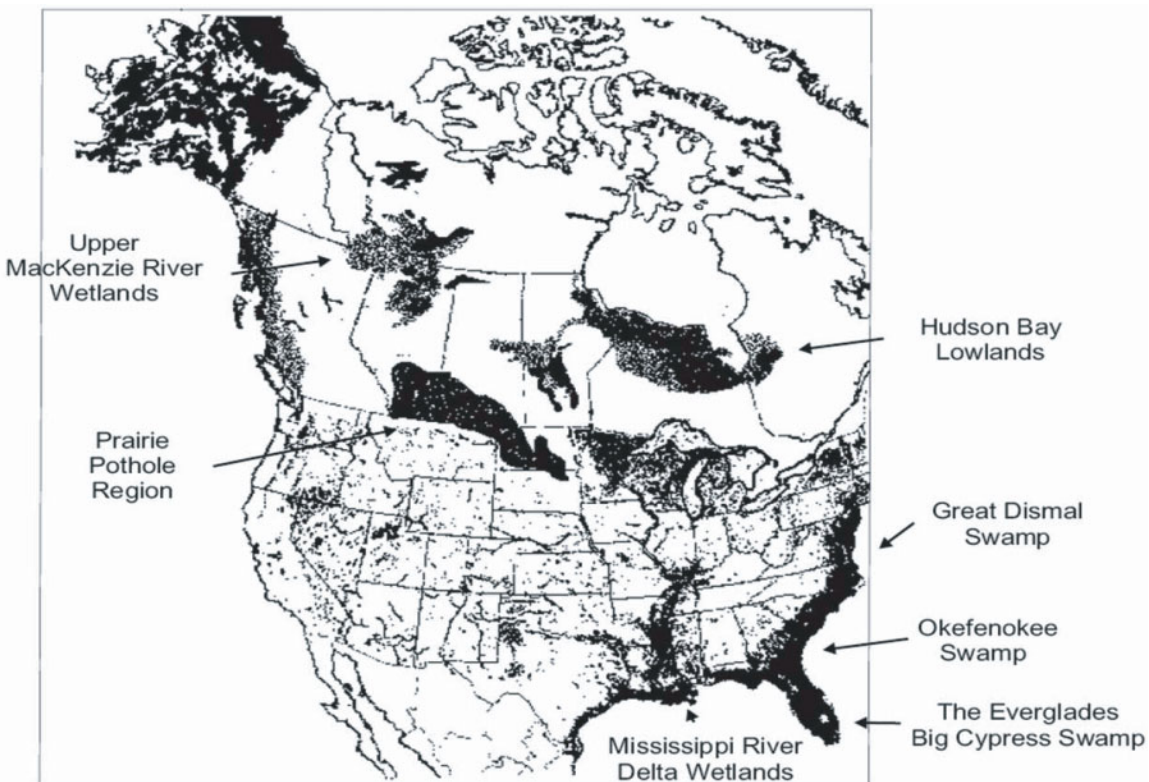 Upper
MacKenzie River
Wetlands
Hudson Bay
Lowlands
Prairie
Pothole
Region
Great Dismal
Swamp
Okefenokee
Swamp
The Everglades
Big Cypress Swamp
Mississippi River
Delta Wetlands